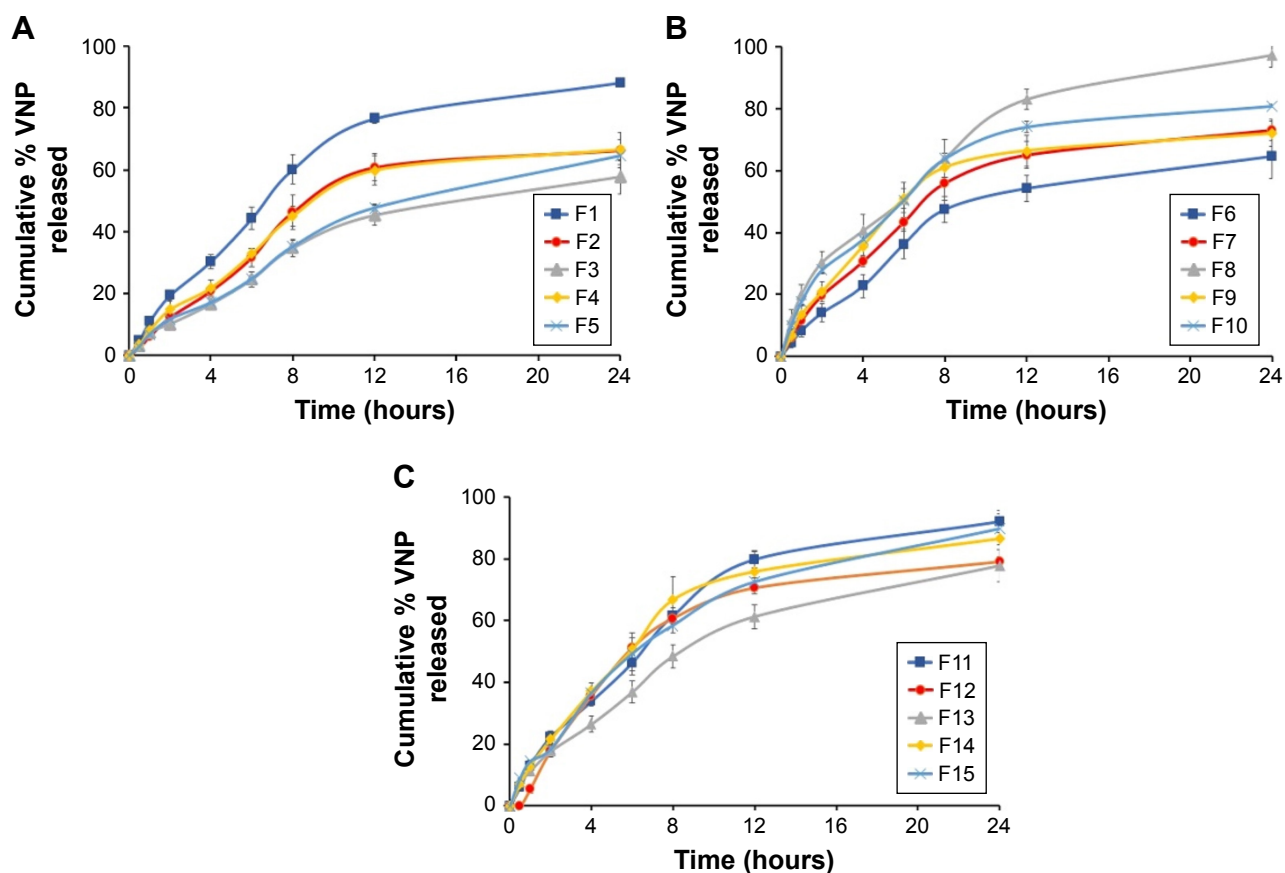 A
Cumulative % VNP
released
100
80
60
40
20
0
0
4
8
12
16
20
24
Time (hours)
F1
F2
F3
F4
F5
B
Cumulative % VNP
released
100
80
60
40
20
0
0
4
8
12
16
20
24
Time (hours)
F6
F7
F8
F9
F10
C
Cumulative % VNP
released
100
80
60
40
20
0
0
4
8
12
16
20
24
Time (hours)
F11
F12
F13
F14
F15